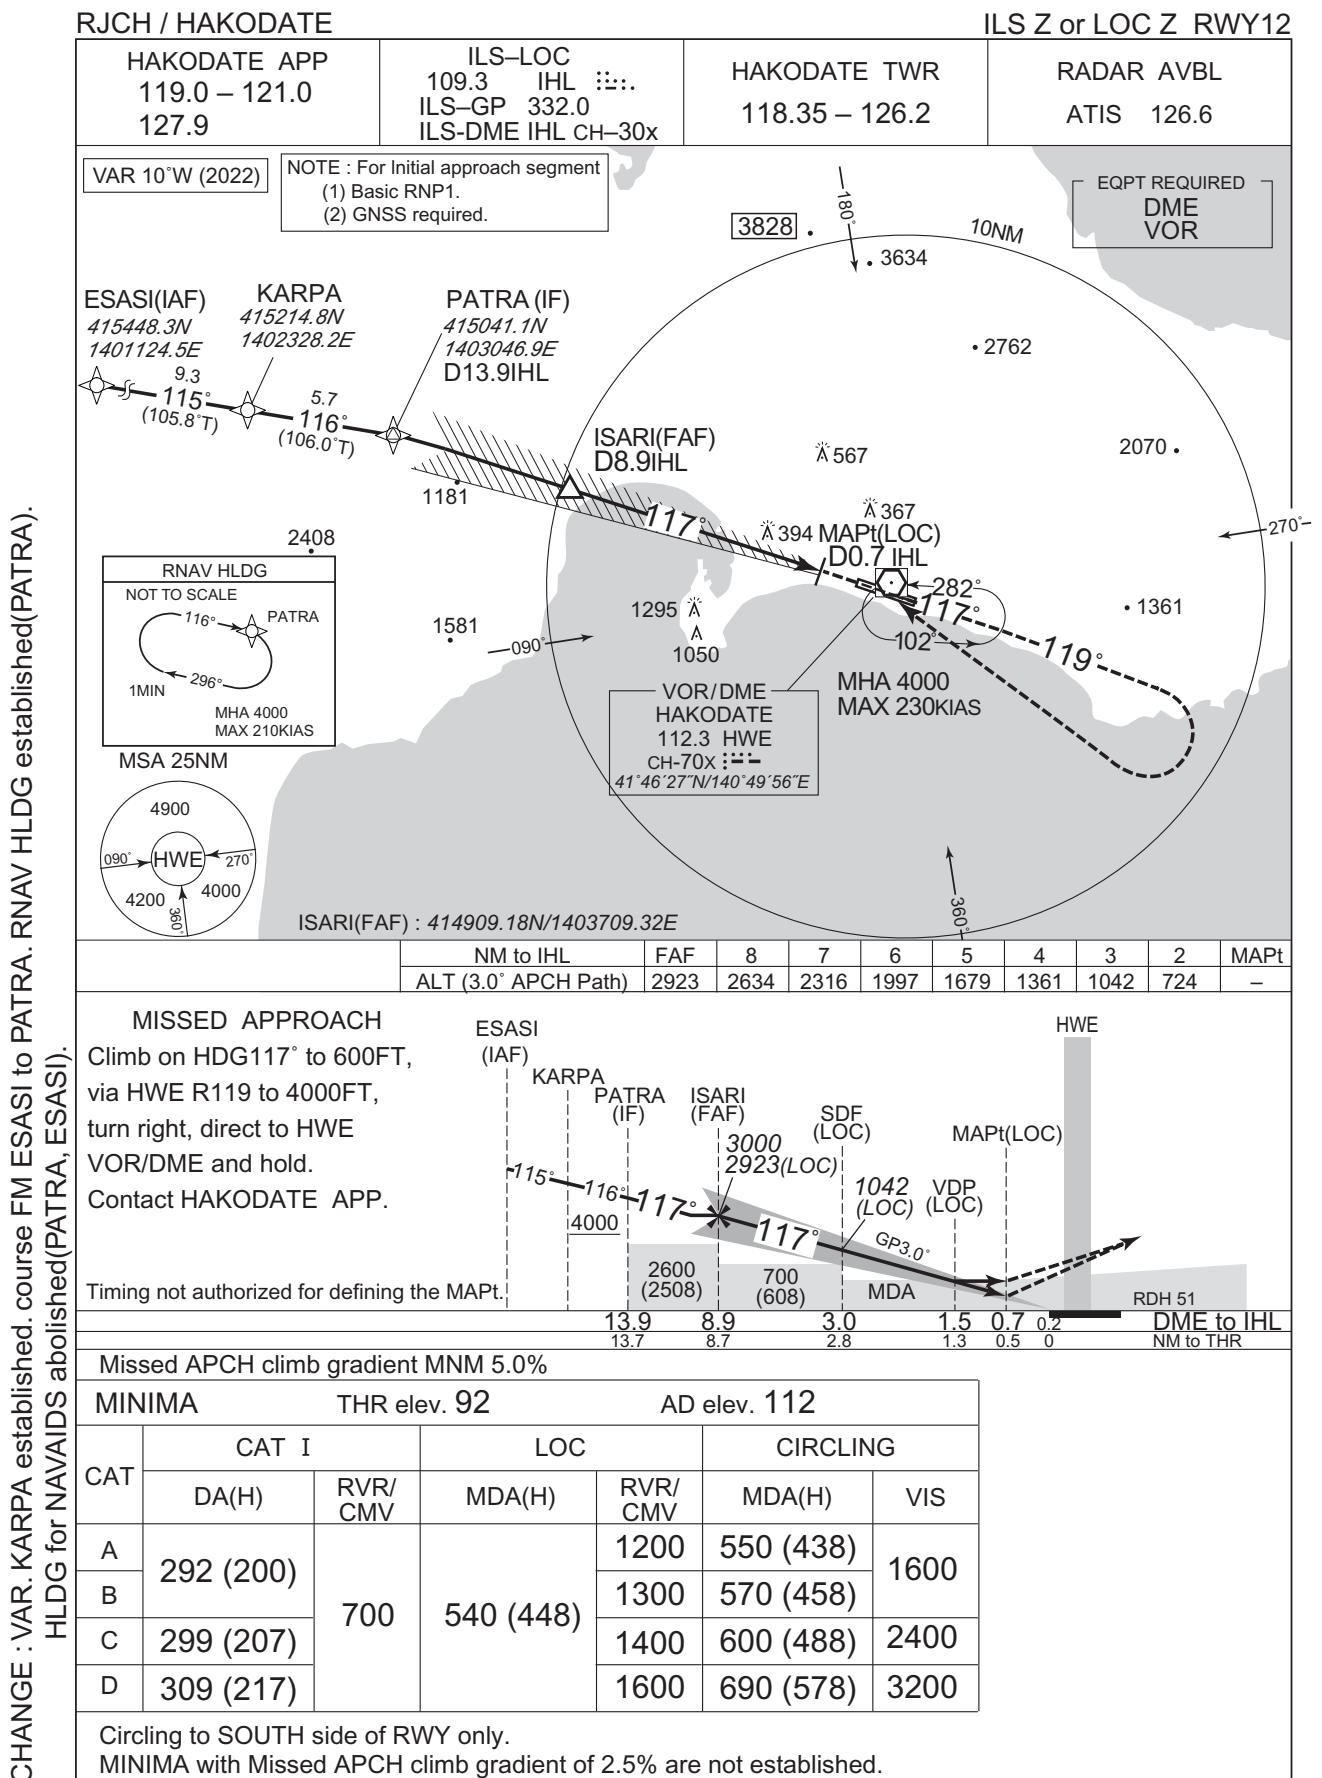 RJCH / HAKODATE
ILS Z or LOC Z RWY12
HAKODATE APP
119.0 – 121.0
127.9
ILS–LOC
109.3 IHL
ILS–GP 332.0
ILS-DME IHL CH–30X
HAKODATE TWR
118.35 – 126.2
RADAR AVBL
ATIS 126.6
VAR 10˚W (2022)
NOTE : For Initial approach segment
(1) Basic RNP1.
(2) GNSS required.
EQPT REQUIRED
DME
VOR
180˚
10NM
3828
3634
2762
ESASI(IAF)
415448.3N
1401124.5E
KARPA
415214.8N
1402328.2E
PATRA (IF)
415041.1N
1403046.9E
D13.9IHL
9.3
115˚
(105.8˚T)
5.7
116˚
(106.0˚T)
ISARI(FAF)
D8.9IHL
567
2070
1181
117˚
367
394
MAPt(LOC)
D0.7 IHL
270˚
2408
RNAV HLDG
NOT TO SCALE
116˚
PATRA
296˚
1MIN
MHA 4000
MAX 210KIAS
1581
090˚
1295
1050
282˚
117˚
102˚
119˚
1361
MHA 4000
MAX 230KIAS
VOR/DME
HAKODATE
112.3 HWE
CH-70X
41˚46´27˝N/140˚49´56˝E
MSA 25NM
4900
090˚
HWE
270˚
4200
4000
360˚
360˚
ISARI(FAF) : 414909.18N/1403709.32E
NM to IHL FAF 8 7 6 5 4 3 2 MAPt
ALT (3.0˚ APCH Path) 2923 2634 2316 1997 1679 1361 1042 724 –
MISSED APPROACH
Climb on HDG117˚ to 600FT,
via HWE R119 to 4000FT,
turn right, direct to HWE
VOR/DME and hold.
Contact HAKODATE APP.
Timing not authorized for defining the MAPt.
ESASI
(IAF)
KARPA
PATRA
(IF)
ISARI
(FAF)
SDF
(LOC)
MAPt(LOC)
HWE
3000
2923(LOC)
1042
(LOC)
VDP
(LOC)
115˚
116˚
117˚
117˚
GP3.0˚
4000
2600
(2508)
700
(608)
MDA
RDH 51
13.9 8.9 3.0 1.5 0.7 0.2 DME to IHL
13.7 8.7 2.8 1.3 0.5 0 NM to THR
Missed APCH climb gradient MNM 5.0%
MINIMA THR elev. 92 AD elev. 112
CAT
CAT I
LOC
CIRCLING
DA(H)
RVR/
CMV
MDA(H)
RVR/
CMV
MDA(H)
VIS
A 292 (200) 700 540 (448) 1200 550 (438) 1600
B 1300 570 (458)
C 299 (207) 1400 600 (488) 2400
D 309 (217) 1600 690 (578) 3200
Circling to SOUTH side of RWY only.
MINIMA with Missed APCH climb gradient of 2.5% are not established.
CHANGE : VAR. KARPA established. course FM ESASI to PATRA. RNAV HLDG established(PATRA).
HLDG for NAVAIDS abolished(PATRA, ESASI).